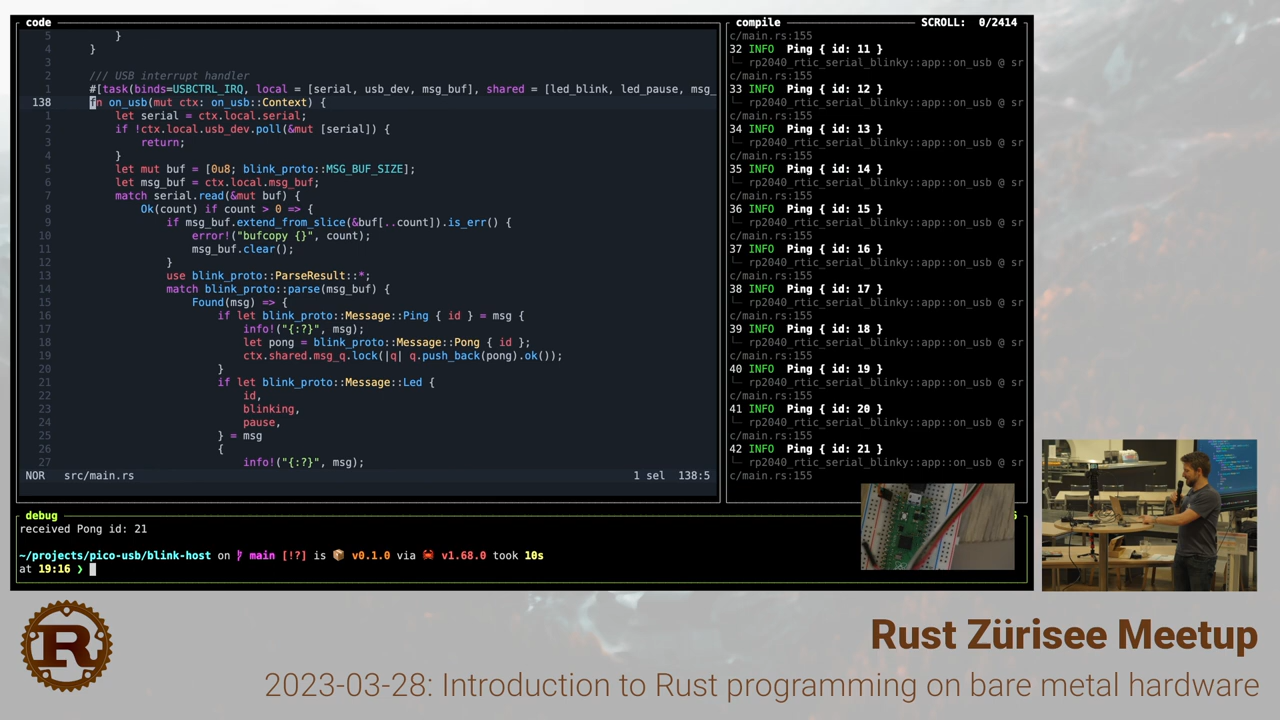 code
5            }
4        }
3
2        /// USB interrupt handler
1        #[task(binds=USBCTRL_IRQ, local = [serial, usb_dev, msg_buf], shared = [led_blink, led_pause, msg_
138      fn on_usb(mut ctx: on_usb::Context) {
1            let serial = ctx.local.serial;
2            if !ctx.local.usb_dev.poll(&mut [serial]) {
3                return;
4            }
5            let mut buf = [0u8; blink_proto::MSG_BUF_SIZE];
6            let msg_buf = ctx.local.msg_buf;
7            match serial.read(&mut buf) {
8                Ok(count) if count > 0 => {
9                    if msg_buf.extend_from_slice(&buf[..count]).is_err() {
10                       error!("bufcopy {}", count);
11                       msg_buf.clear();
12                   }
13                   use blink_proto::ParseResult::*;
14                   match blink_proto::parse(msg_buf) {
15                       Found(msg) => {
16                           if let blink_proto::Message::Ping { id } = msg {
17                               info!("{:?}", msg);
18                               let pong = blink_proto::Message::Pong { id };
19                               ctx.shared.msg_q.lock(|q| q.push_back(pong).ok());
20                           }
21                           if let blink_proto::Message::Led {
22                               id,
23                               blinking,
24                               pause,
25                           } = msg
26                           {
27                               info!("{:?}", msg);
NOR   src/main.rs   1 sel   138:5
compile   SCROLL:  0/2414
c/main.rs:155
32 INFO  Ping { id: 11 }
└─ rp2040_rtic_serial_blinky::app::on_usb @ sr
c/main.rs:155
33 INFO  Ping { id: 12 }
└─ rp2040_rtic_serial_blinky::app::on_usb @ sr
c/main.rs:155
34 INFO  Ping { id: 13 }
└─ rp2040_rtic_serial_blinky::app::on_usb @ sr
c/main.rs:155
35 INFO  Ping { id: 14 }
└─ rp2040_rtic_serial_blinky::app::on_usb @ sr
c/main.rs:155
36 INFO  Ping { id: 15 }
└─ rp2040_rtic_serial_blinky::app::on_usb @ sr
c/main.rs:155
37 INFO  Ping { id: 16 }
└─ rp2040_rtic_serial_blinky::app::on_usb @ sr
c/main.rs:155
38 INFO  Ping { id: 17 }
└─ rp2040_rtic_serial_blinky::app::on_usb @ sr
c/main.rs:155
39 INFO  Ping { id: 18 }
└─ rp2040_rtic_serial_blinky::app::on_usb @ sr
c/main.rs:155
40 INFO  Ping { id: 19 }
└─ rp2040_rtic_serial_blinky::app::on_usb @ sr
c/main.rs:155
41 INFO  Ping { id: 20 }
└─ rp2040_rtic_serial_blinky::app::on_usb @ sr
c/main.rs:155
42 INFO  Ping { id: 21 }
└─ rp2040_rtic_serial_blinky::app::on_usb @ sr
c/main.rs:155
debug
received Pong id: 21
~/projects/pico-usb/blink-host on main [!?] is 📦 v0.1.0 via 🦀 v1.68.0 took 10s
at 19:16 ❯
R
Rust Zürisee Meetup
2023-03-28: Introduction to Rust programming on bare metal hardware